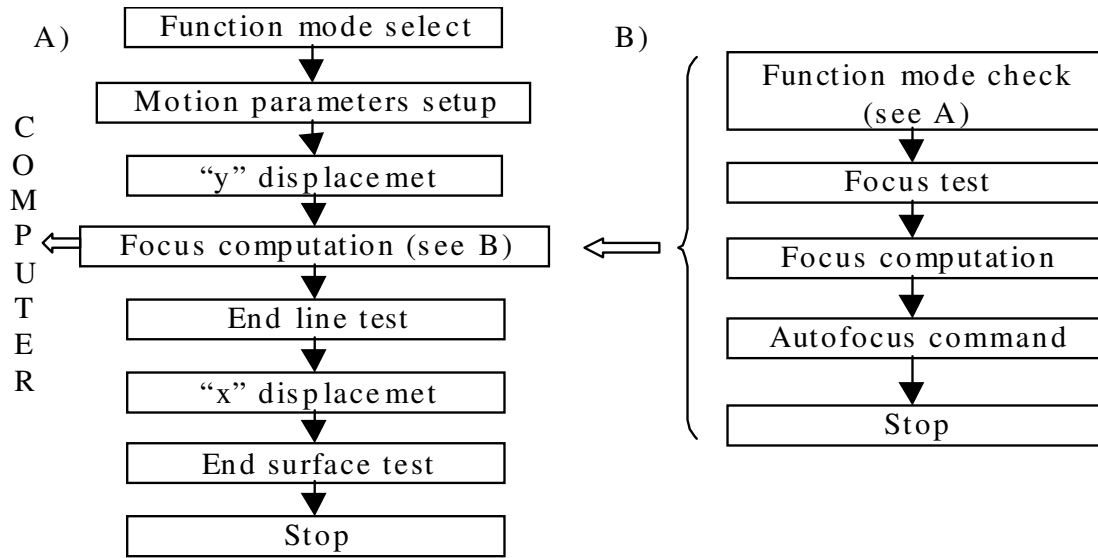 A)
Function mode select
Motion parameters setup
“y” displacemet
Focus computation (see B)
End line test
“x” displacemet
End surface test
Stop
C
O
M
P
U
T
E
R
B)
Function mode check
(see A)
Focus test
Focus computation
Autofocus command
Stop